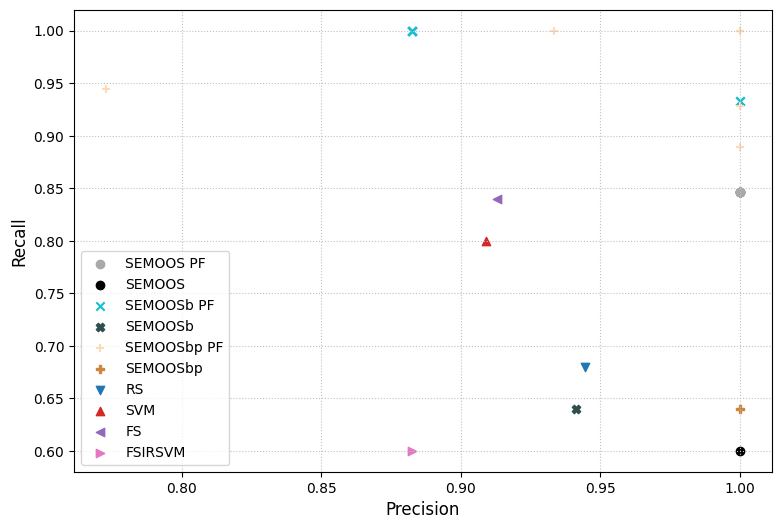 1.00
0.95
0.90
0.85
0.80
0.75
0.70
0.65
0.60
Recall
SEMOOS PF
SEMOOS
SEMOOSb PF
SEMOOSb
SEMOOSbp PF
SEMOOSbp
RS
SVM
FS
FSIRSVM
0.80 0.85 0.90 0.95 1.00
Precision